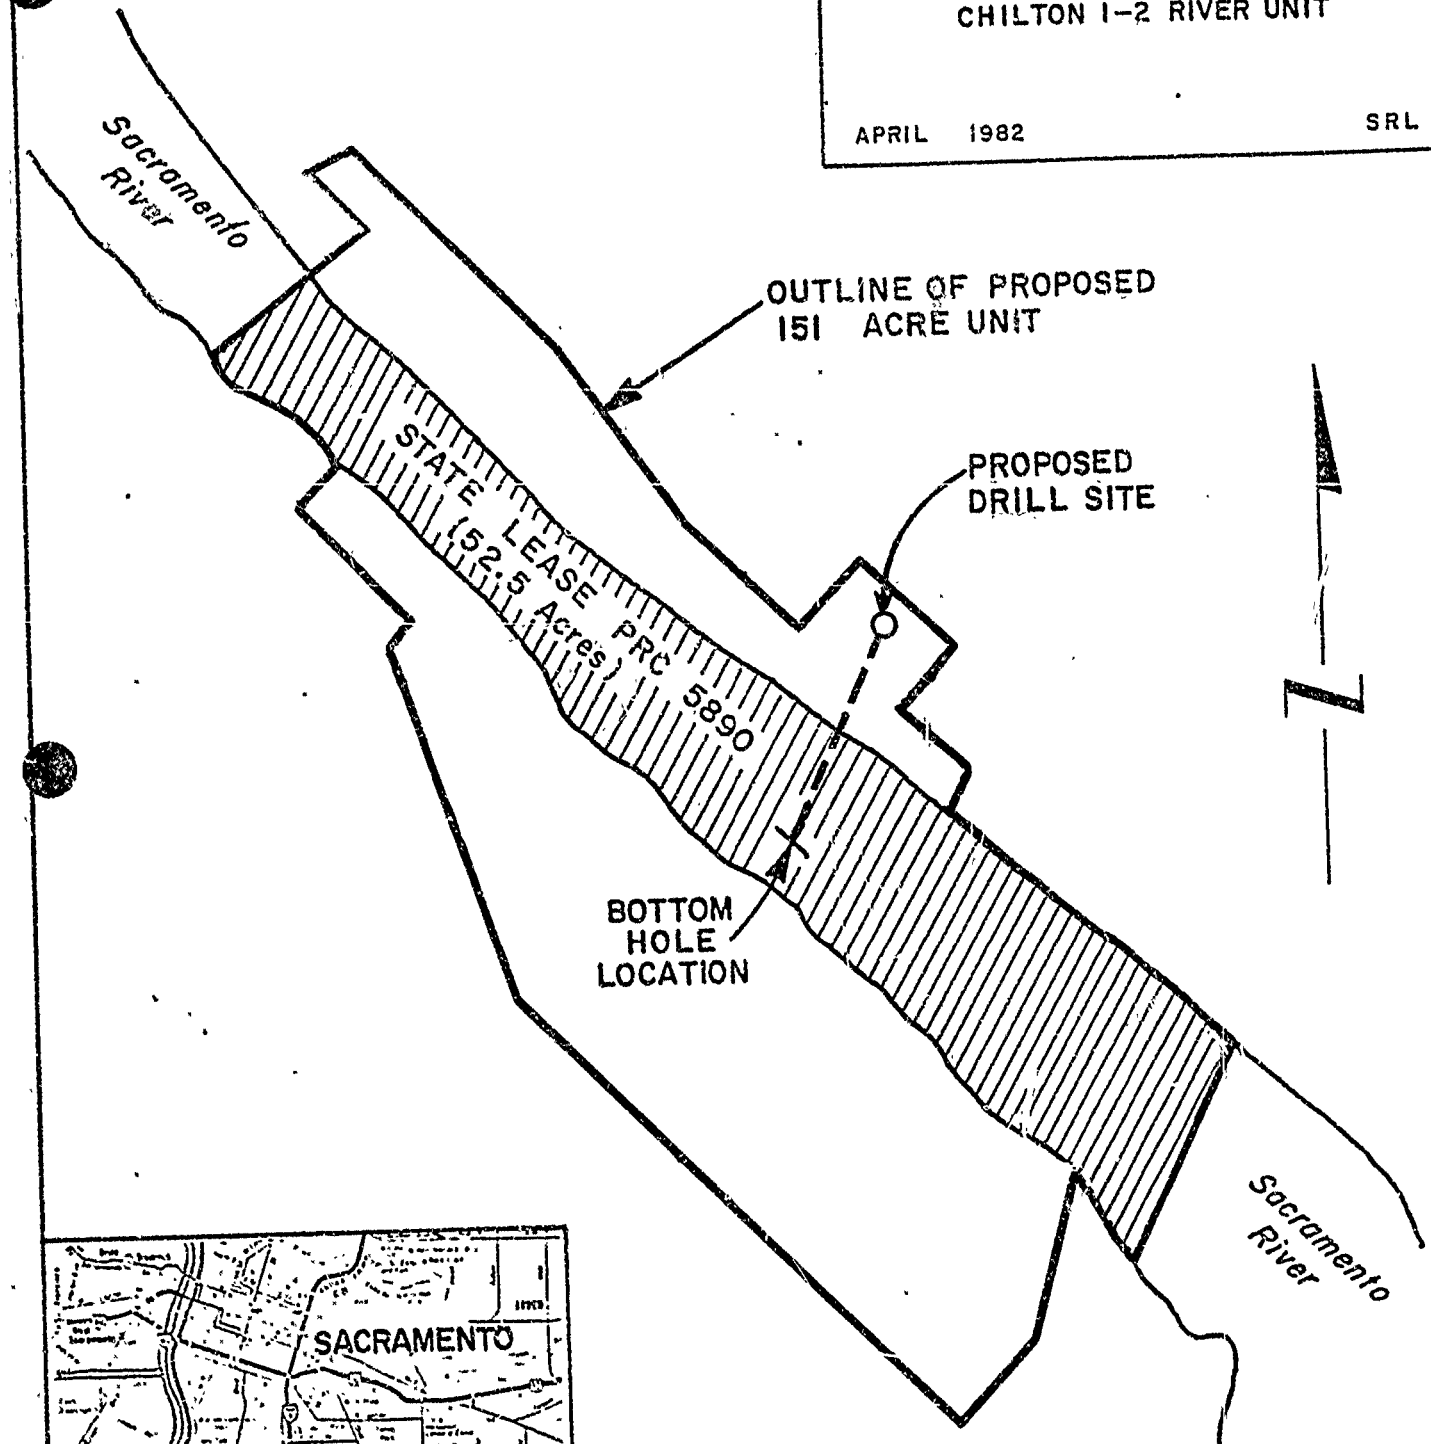 CHILTON 1-2 RIVER UNIT
APRIL 1982
SRL
Sacramento
River
OUTLINE OF PROPOSED
151 ACRE UNIT
PROPOSED
DRILL SITE
STATE LEASE PRC 5890
(52.5 Acres)
BOTTOM
HOLE
LOCATION
Z
Sacramento
River
SACRAMENTO